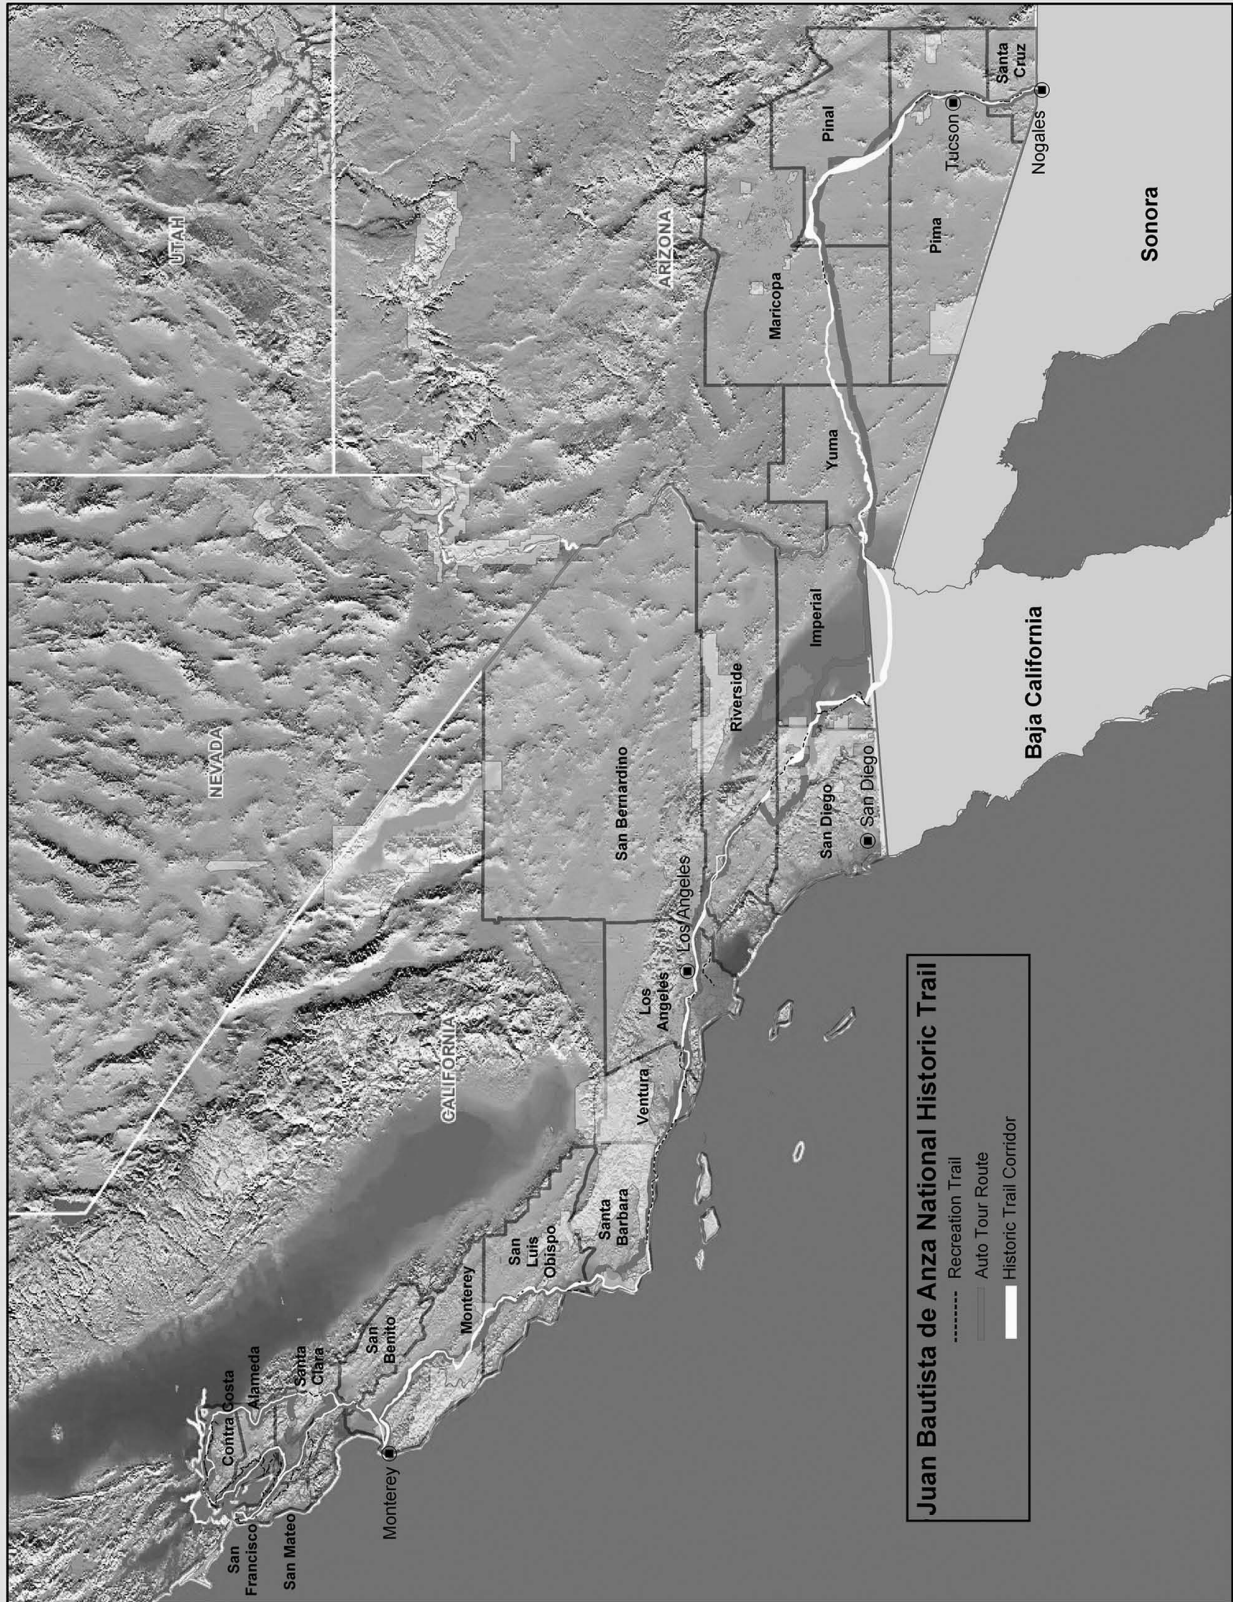 UTAH
NEVADA
CALIFORNIA
ARIZONA
San
Francisco
San Mateo
Contra Costa
Alameda
Santa
Clara
San
Benito
Monterey
Monterey
San
Luis
Obispo
Santa
Barbara
Ventura
Los
Angeles
Los Angeles
San Bernardino
Riverside
San Diego
San Diego
Imperial
Yuma
Maricopa
Pinal
Pima
Tucson
Santa
Cruz
Nogales
Baja California
Sonora
Juan Bautista de Anza National Historic Trail
Recreation Trail
Auto Tour Route
Historic Trail Corridor